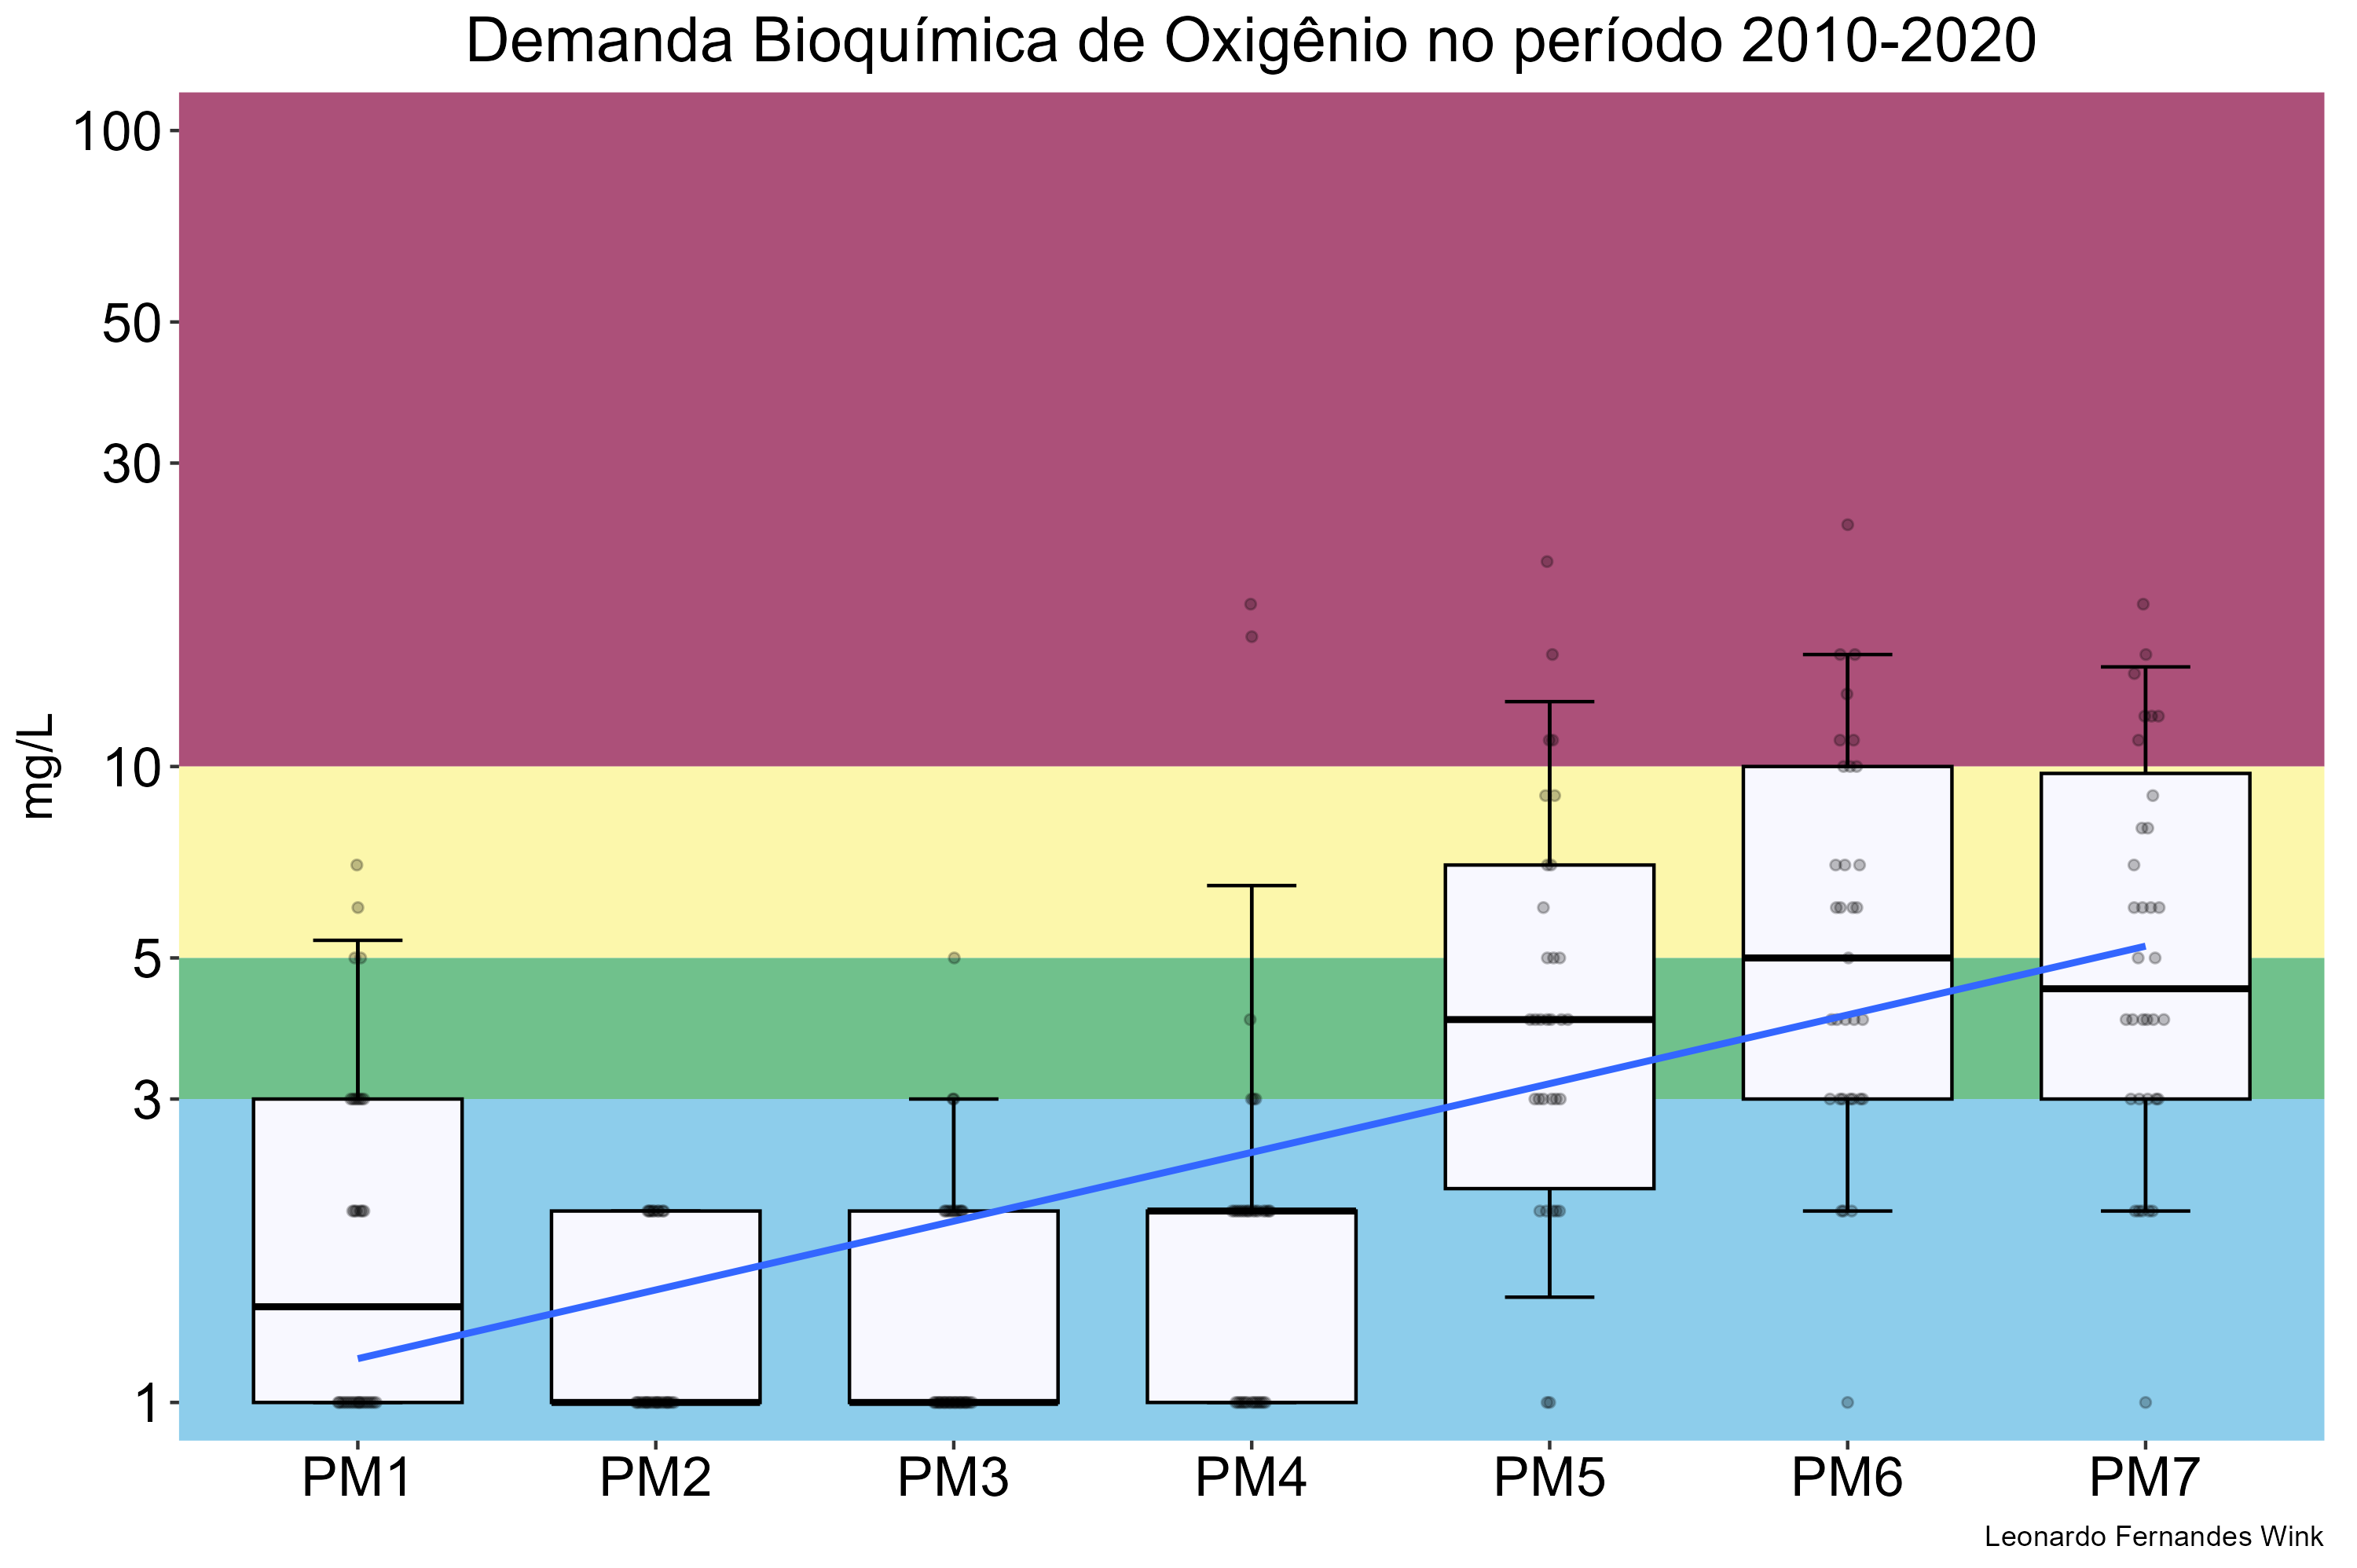 Demanda Bioquímica de Oxigênio no período 2010-2020
100
50
30
10
5
3
1
mg/L
PM1 PM2 PM3 PM4 PM5 PM6 PM7
Leonardo Fernandes Wink